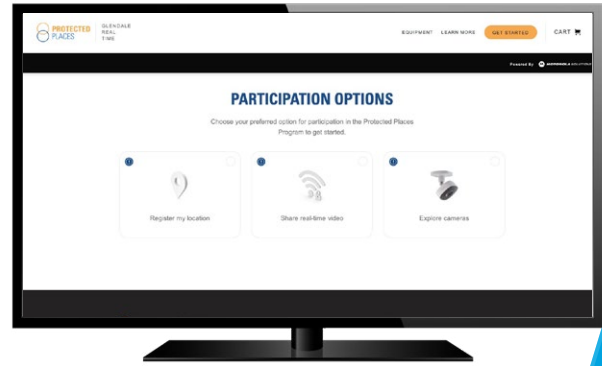 PROTECTED
PLACES
GLENDALE
REAL
TIME
EQUIPMENT LEARN MORE GET STARTED CART
Powered By MOTOROLA SOLUTIONS
PARTICIPATION OPTIONS
Choose your preferred option for participation in the Protected Places
Program to get started.
Register my location
Share real-time video
Explore cameras